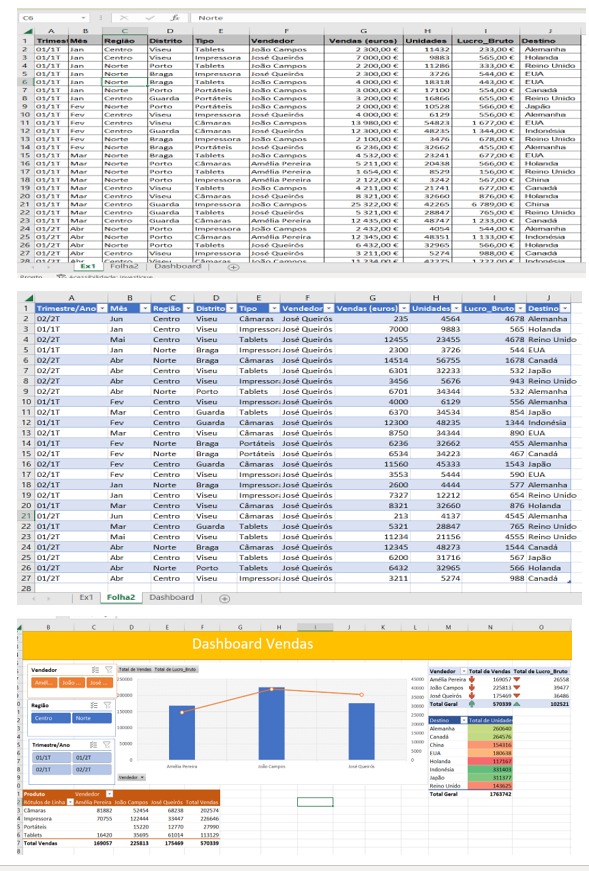 C6 fx Norte
A B C D E F G H I J
1 Trimest Mês Região Distrito Tipo Vendedor Vendas (euros) Unidades Lucro_Bruto Destino
2 01/1T Jan Centro Viseu Tablets João Campos 2 300,00 € 11432 233,00 € Alemanha
3 01/1T Jan Centro Viseu Impressora José Queirós 7 000,00 € 9883 565,00 € Holanda
4 01/1T Jan Norte Porto Tablets João Campos 2 200,00 € 11286 333,00 € Reino Unido
5 01/1T Jan Norte Braga Impressora José Queirós 2 300,00 € 3726 544,00 € EUA
6 01/1T Jan Norte Braga Tablets João Campos 4 000,00 € 18318 443,00 € EUA
7 01/1T Jan Norte Porto Portáteis João Campos 3 000,00 € 17100 554,00 € Canadá
8 01/1T Jan Centro Guarda Portáteis João Campos 3 200,00 € 16866 655,00 € Reino Unido
9 01/1T Fev Norte Porto Portáteis João Campos 2 000,00 € 10528 566,00 € Japão
10 01/1T Fev Centro Viseu Impressora José Queirós 4 000,00 € 6129 556,00 € Alemanha
11 01/1T Fev Centro Viseu Câmaras João Campos 13 980,00 € 54823 1 677,00 € EUA
12 01/1T Fev Centro Guarda Câmaras José Queirós 12 300,00 € 48235 1 344,00 € Indonésia
13 01/1T Fev Norte Braga Impressora João Campos 2 100,00 € 3476 678,00 € Reino Unido
14 01/1T Fev Norte Braga Portáteis José Queirós 6 236,00 € 32662 455,00 € Alemanha
15 01/1T Mar Norte Braga Tablets João Campos 4 532,00 € 23241 677,00 € EUA
16 01/1T Mar Norte Porto Câmaras Amélia Pereira 5 211,00 € 20438 566,00 € Holanda
17 01/1T Mar Norte Porto Tablets Amélia Pereira 1 654,00 € 8529 156,00 € Reino Unido
18 01/1T Mar Norte Porto Impressora Amélia Pereira 2 122,00 € 3242 567,00 € China
19 01/1T Mar Centro Viseu Tablets João Campos 4 211,00 € 21741 677,00 € Canadá
20 01/1T Mar Centro Viseu Câmaras José Queirós 8 321,00 € 32660 876,00 € Holanda
21 01/1T Mar Centro Guarda Impressora João Campos 25 322,00 € 42265 6 789,00 € China
22 01/1T Mar Centro Guarda Tablets José Queirós 5 321,00 € 28847 765,00 € Reino Unido
23 01/1T Mar Centro Guarda Câmaras Amélia Pereira 12 435,00 € 48747 1 233,00 € Canadá
24 01/2T Abr Norte Porto Impressora João Campos 2 432,00 € 4054 544,00 € Alemanha
25 01/2T Abr Norte Porto Câmaras Amélia Pereira 12 345,00 € 48351 1 133,00 € Indonésia
26 01/2T Abr Norte Porto Tablets José Queirós 6 432,00 € 32965 566,00 € Holanda
27 01/2T Abr Centro Viseu Impressora José Queirós 3 211,00 € 5274 988,00 € Canadá
Ex1 Folha2 Dashboard
A B C D E F G H I J
1 Trimestre/Ano Mês Região Distrito Tipo Vendedor Vendas (euros) Unidades Lucro_Bruto Destino
2 02/2T Jun Centro Viseu Câmaras José Queirós 235 4564 4678 Alemanha
3 01/1T Jan Centro Viseu Impressora José Queirós 7000 9883 565 Holanda
4 02/2T Mai Centro Viseu Tablets José Queirós 12455 23455 4678 Reino Unido
5 01/1T Jan Norte Braga Impressora José Queirós 2300 3726 544 EUA
6 02/2T Abr Norte Braga Câmaras José Queirós 14514 56755 1678 Canadá
7 02/2T Abr Centro Viseu Tablets José Queirós 6301 32233 532 Japão
8 02/2T Abr Centro Viseu Impressora José Queirós 3456 5676 943 Reino Unido
9 02/2T Abr Norte Porto Tablets José Queirós 6701 34344 532 Alemanha
10 01/1T Fev Centro Viseu Impressora José Queirós 4000 6129 556 Alemanha
11 02/1T Mar Centro Guarda Tablets José Queirós 6370 34534 854 Japão
12 01/1T Fev Centro Guarda Câmaras José Queirós 12300 48235 1344 Indonésia
13 02/1T Mar Centro Viseu Câmaras José Queirós 8750 34344 890 EUA
14 01/1T Fev Norte Braga Portáteis José Queirós 6236 32662 455 Alemanha
15 02/1T Fev Norte Braga Portáteis José Queirós 6534 34223 467 Canadá
16 02/1T Fev Centro Guarda Câmaras José Queirós 11560 45333 1543 Japão
17 02/1T Fev Centro Viseu Impressora José Queirós 3553 5444 590 EUA
18 02/1T Jan Norte Braga Impressora José Queirós 2600 4444 577 Alemanha
19 02/1T Jan Centro Viseu Tablets José Queirós 7327 12212 654 Reino Unido
20 01/1T Mar Centro Viseu Câmaras José Queirós 8321 32660 876 Holanda
21 01/2T Jun Centro Viseu Câmaras José Queirós 213 4137 4545 Alemanha
22 01/1T Mar Centro Guarda Tablets José Queirós 5321 28847 765 Reino Unido
23 01/2T Mai Centro Viseu Tablets José Queirós 11234 21156 4555 Reino Unido
24 01/2T Abr Norte Braga Câmaras José Queirós 12345 48273 1544 Canadá
25 01/2T Abr Centro Viseu Tablets José Queirós 6200 31716 567 Japão
26 01/2T Abr Norte Porto Tablets José Queirós 6432 32965 566 Holanda
27 01/2T Abr Centro Viseu Impressora José Queirós 3211 5274 988 Canadá
28
Ex1 Folha2 Dashboard
B C D E F G H I J K L M N O
Dashboard Vendas
Vendedor
Amél... João ... José ...
Região
Centro Norte
Trimestre/Ano
01/1T 01/2T
02/1T 02/2T
Total de Vendas Total de Lucro_Bruto
Amélia Pereira João Campos José Queirós
Vendedor
Vendedor Total de Vendas Total de Lucro_Bruto
Amélia Pereira 169057 26558
João Campos 225813 39477
José Queirós 175469 36486
Total Geral 570339 102521
Destino Total de Unidades
Alemanha 260640
Canadá 264576
China 154316
EUA 180638
Holanda 117167
Indonésia 331403
Japão 311377
Reino Unido 143625
Total Geral 1763742
Produto Vendedor
Rótulos de Linha Amélia Pereira João Campos José Queirós Total Vendas
Câmaras 81882 52454 68238 202574
Impressora 70755 122444 33447 226646
Portáteis 15220 12770 27990
Tablets 16420 35695 61014 113129
Total Vendas 169057 225813 175469 570339